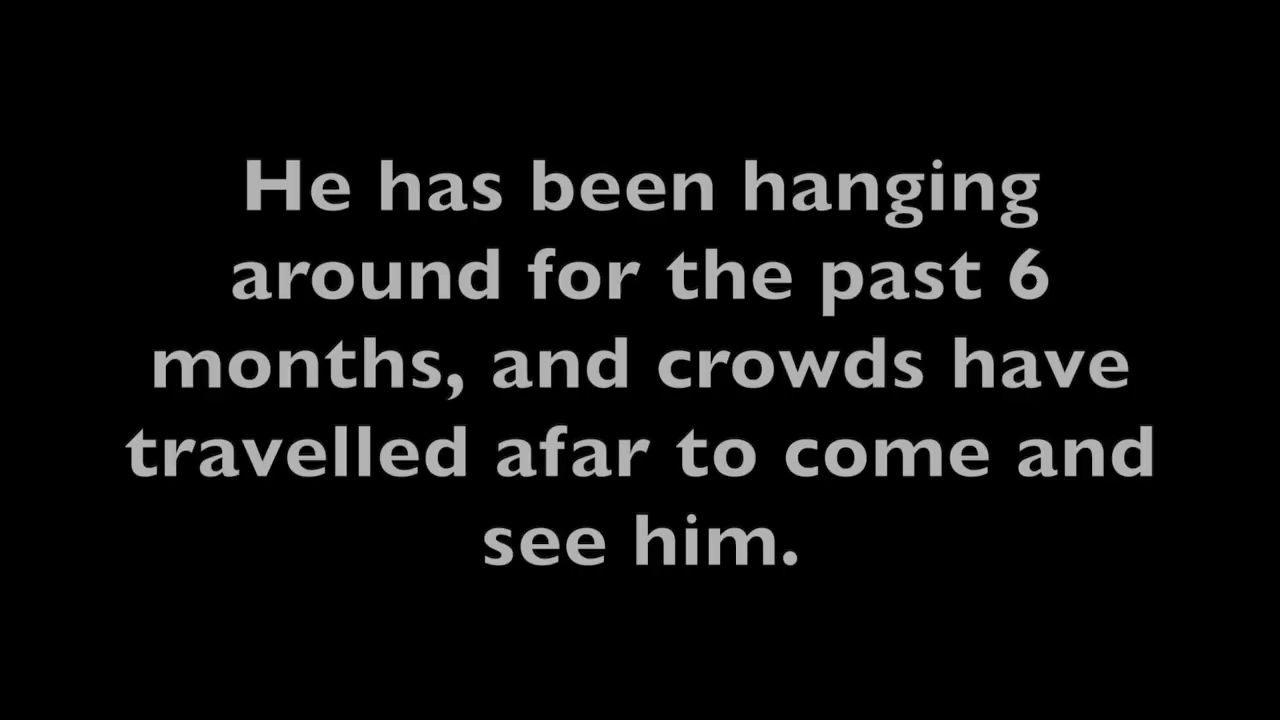 He has been hanging
around for the past 6
months, and crowds have
travelled afar to come and
see him.